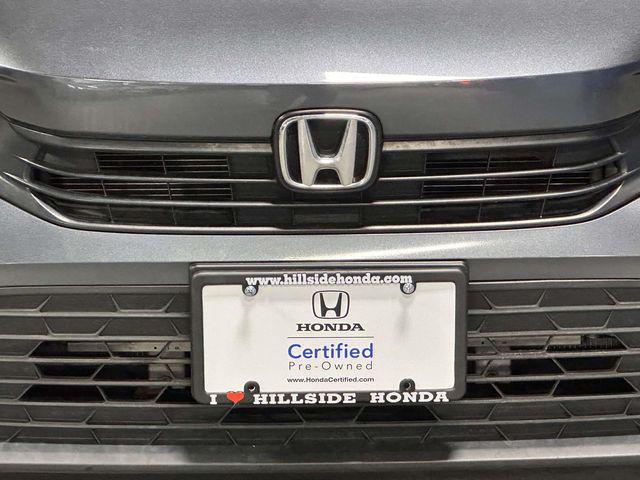 www.hillsidehonda.com
HONDA
Certified
Pre-Owned
www.HondaCertified.com
I ❤ HILLSIDE HONDA